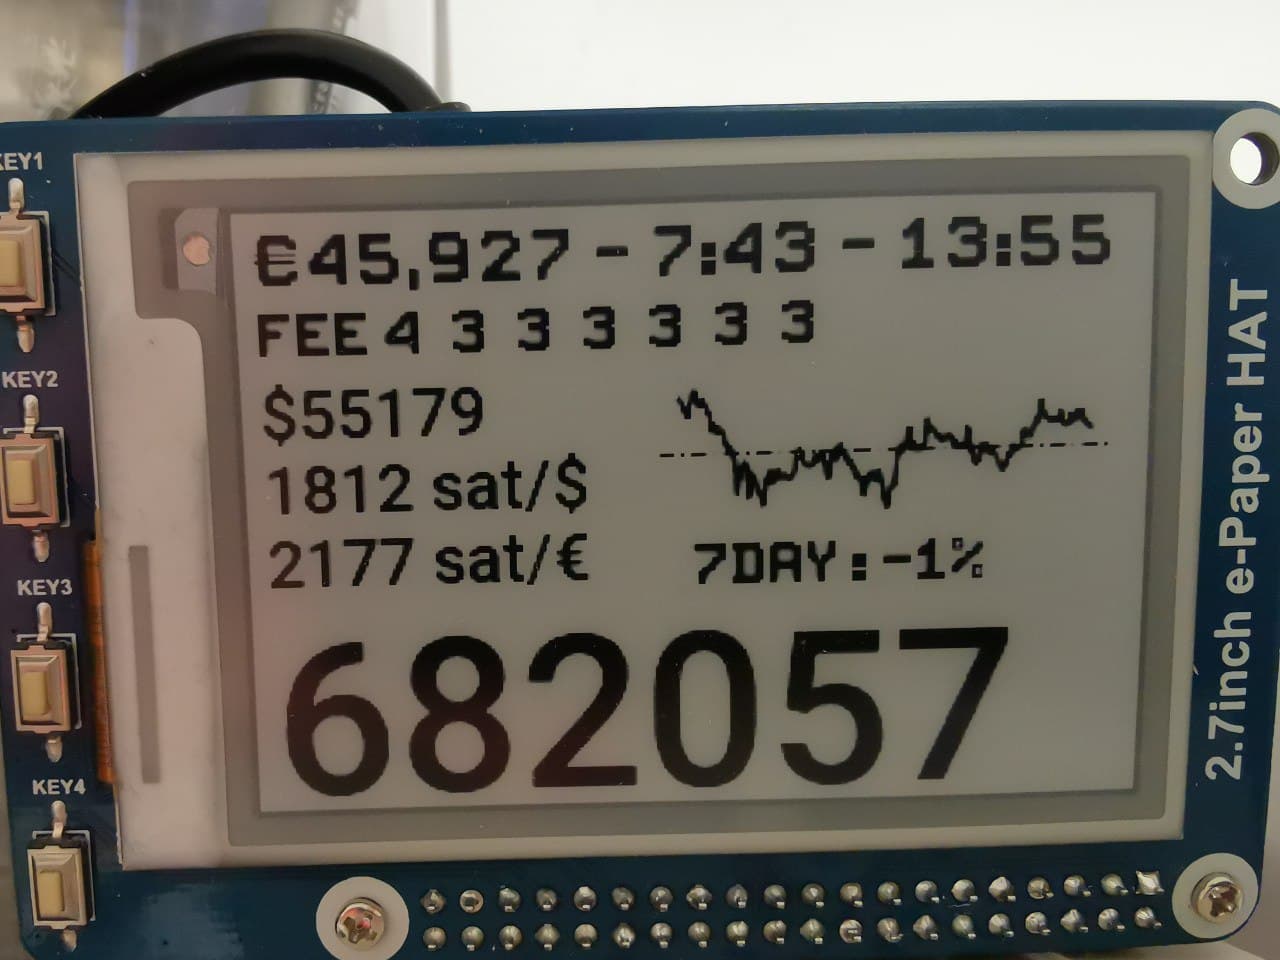 KEY1
KEY2
KEY3
KEY4
€45,927 - 7:43 - 13:55
FEE 4 3 3 3 3 3 3
$55179
1812 sat/$
2177 sat/€
7DAY:-1%
682057
2.7inch e-Paper HAT